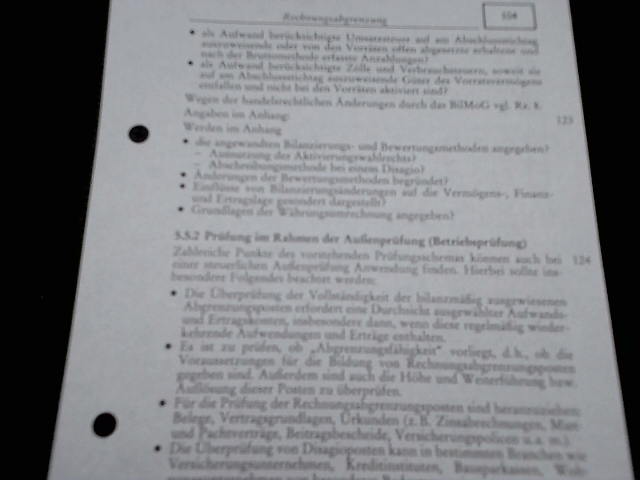 Rechnungsabgrenzung
• als Aufwand berücksichtigte Umsatzsteuer auf am Abschlussstichtag
auszuweisende oder von den Vorräten offen abgesetzte erhaltene und
nach der Bruttomethode erfasste Anzahlungen?
• als Aufwand berücksichtigte Zölle und Verbrauchsteuern, soweit sie
auf am Abschlussstichtag auszuweisende Güter des Vorratsvermögens
entfallen und nicht bei den Vorräten aktiviert sind?
Wegen der handelsrechtlichen Änderungen durch das BilMoG vgl. Rz. 8.
Angaben im Anhang: 123
Werden im Anhang
• die angewandten Bilanzierungs- und Bewertungsmethoden angegeben?
– Ausnutzung der Aktivierungswahlrechts?
– Abschreibungsmethode bei einem Disagio?
• Änderungen der Bewertungsmethoden begründet?
• Einflüsse von Bilanzierungsänderungen auf die Vermögens-, Finanz-
und Ertragslage gesondert dargestellt?
• Grundlagen der Währungsumrechnung angegeben?
5.5.2 Prüfung im Rahmen der Außenprüfung (Betriebsprüfung)
Zahlreiche Punkte des vorstehenden Prüfungsschemas können auch bei 124
einer steuerlichen Außenprüfung Anwendung finden. Hierbei sollte ins-
besondere Folgendes beachtet werden:
• Die Überprüfung der Vollständigkeit der bilanzmäßig ausgewiesenen
Abgrenzungsposten erfordert eine Durchsicht ausgewählter Aufwands-
und Ertragskonten, insbesondere dann, wenn diese regelmäßig wieder-
kehrende Aufwendungen und Erträge enthalten.
• Es ist zu prüfen, ob „Abgrenzungsfähigkeit" vorliegt, d.h., ob die
Voraussetzungen für die Bildung von Rechnungsabgrenzungsposten
gegeben sind. Außerdem sind auch die Höhe und Weiterführung bzw.
Auflösung dieser Posten zu überprüfen.
• Für die Prüfung der Rechnungsabgrenzungsposten sind heranzuziehen:
Belege, Vertragsgrundlagen, Urkunden (z. B. Zinsabrechnungen, Miet-
und Pachtverträge, Beitragsbescheide, Versicherungspolicen u. a. m.).
• Die Überprüfung von Disagioposten kann in bestimmten Branchen wie
Versicherungsunternehmen, Kreditinstituten, Bausparkassen, Woh-